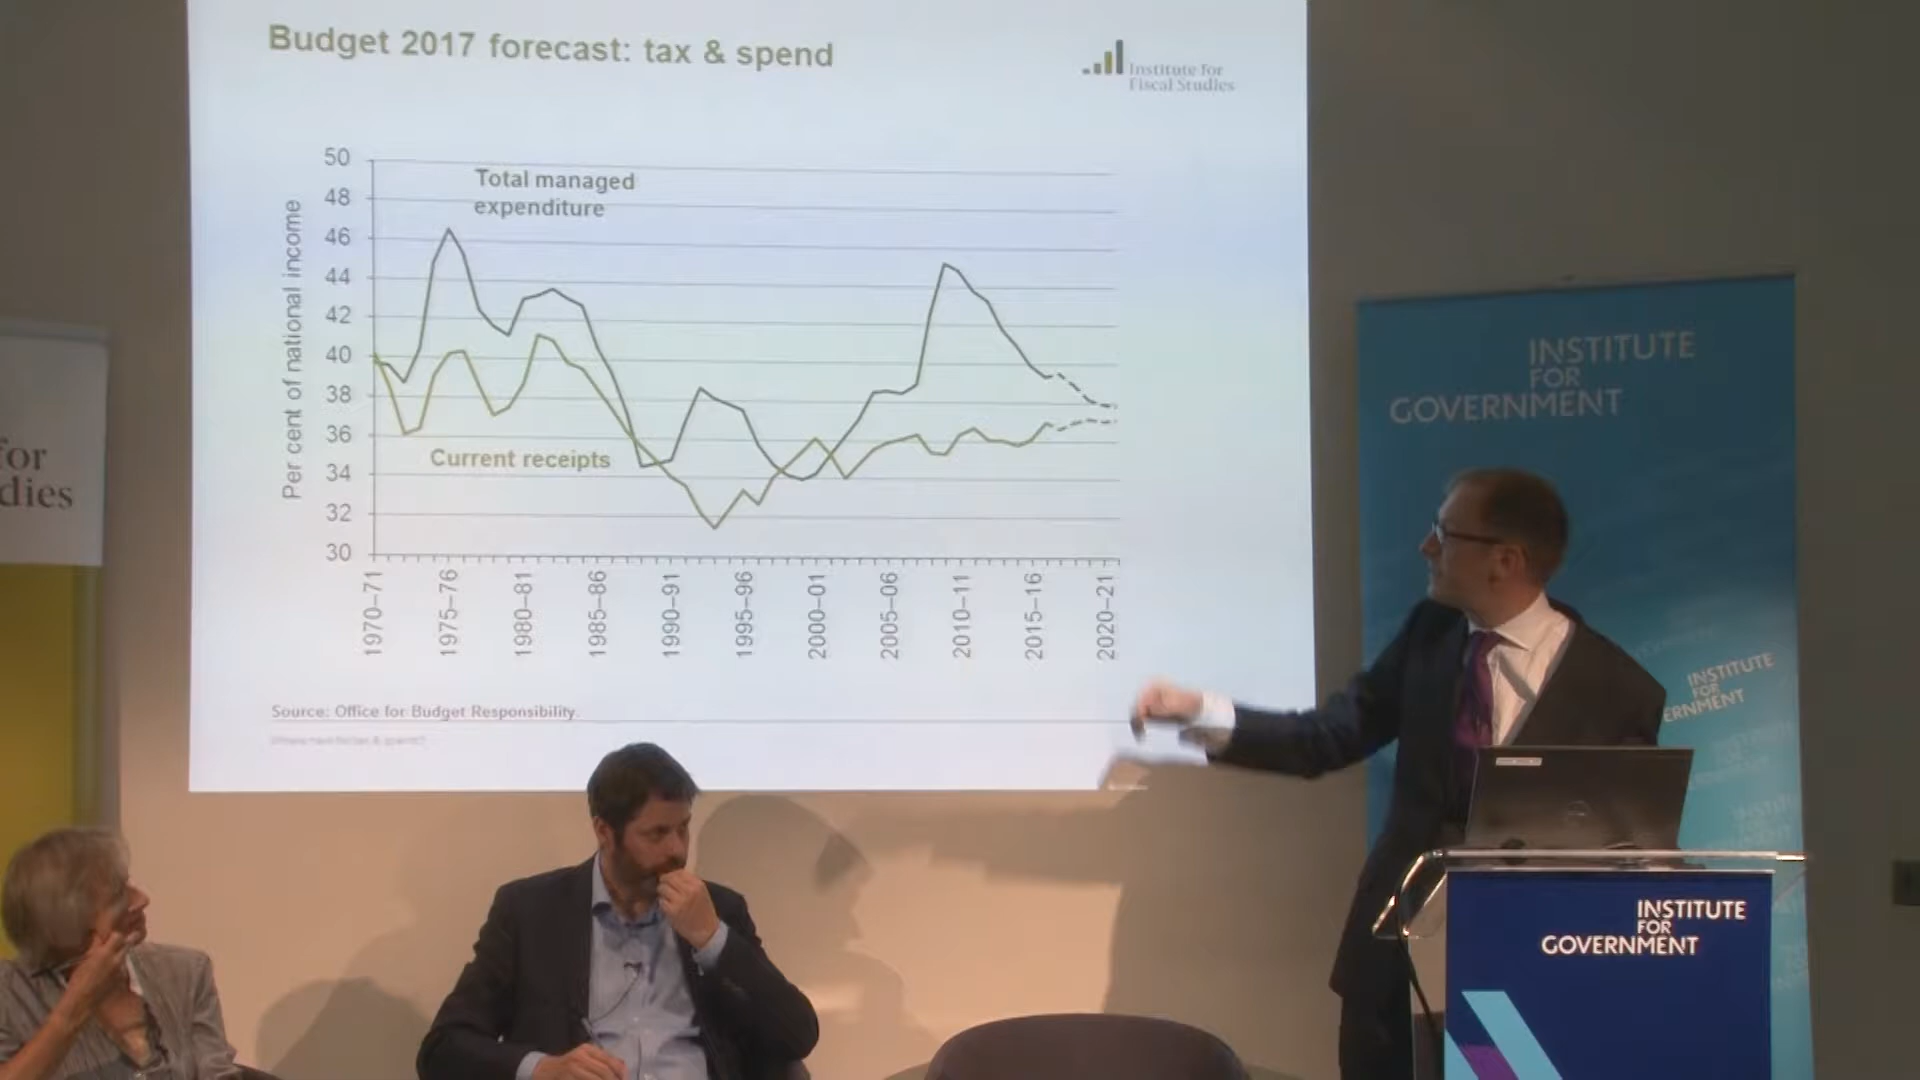 Budget 2017 forecast: tax & spend
Institute for
Fiscal Studies
Per cent of national income
50
48
46
44
42
40
38
36
34
32
30
Total managed
expenditure
Current receipts
1970–71
1975–76
1980–81
1985–86
1990–91
1995–96
2000–01
2005–06
2010–11
2015–16
2020–21
Source: Office for Budget Responsibility.
for
dies
INSTITUTE
FOR
GOVERNMENT
INSTITUTE
FOR
ERNMENT
INSTITUTE
FOR
GOVERNMENT